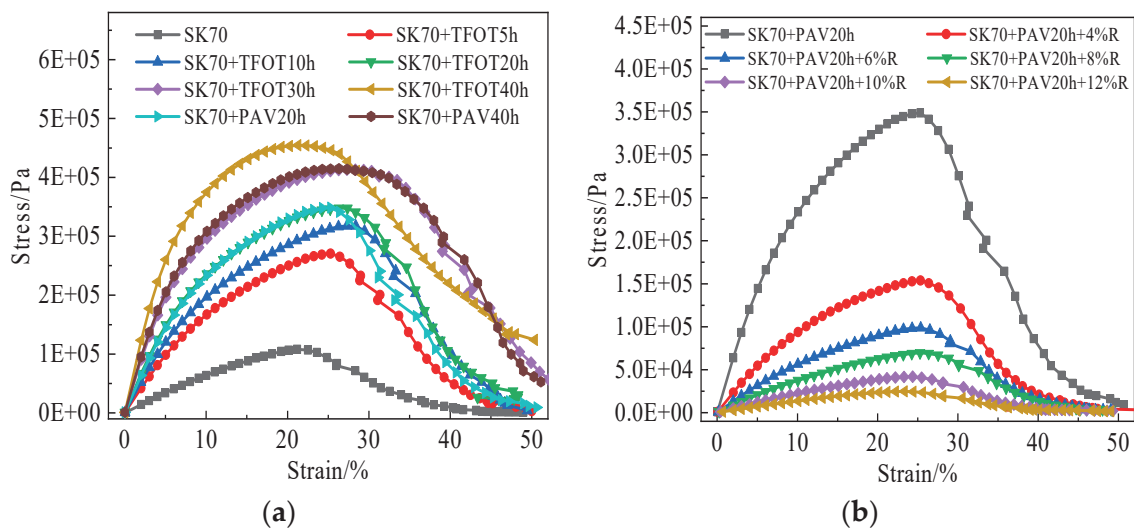 SK70 SK70+TFOT5h
SK70+TFOT10h SK70+TFOT20h
SK70+TFOT30h SK70+TFOT40h
SK70+PAV20h SK70+PAV40h
6E+05
5E+05
4E+05
3E+05
2E+05
1E+05
0E+00
Stress/Pa
0 10 20 30 40 50
Strain/%
(a)
SK70+PAV20h SK70+PAV20h+4%R
SK70+PAV20h+6%R SK70+PAV20h+8%R
SK70+PAV20h+10%R SK70+PAV20h+12%R
4.5E+05
4.0E+05
3.5E+05
3.0E+05
2.5E+05
2.0E+05
1.5E+05
1.0E+05
5.0E+04
0.0E+00
Stress/Pa
0 10 20 30 40 50
Strain/%
(b)